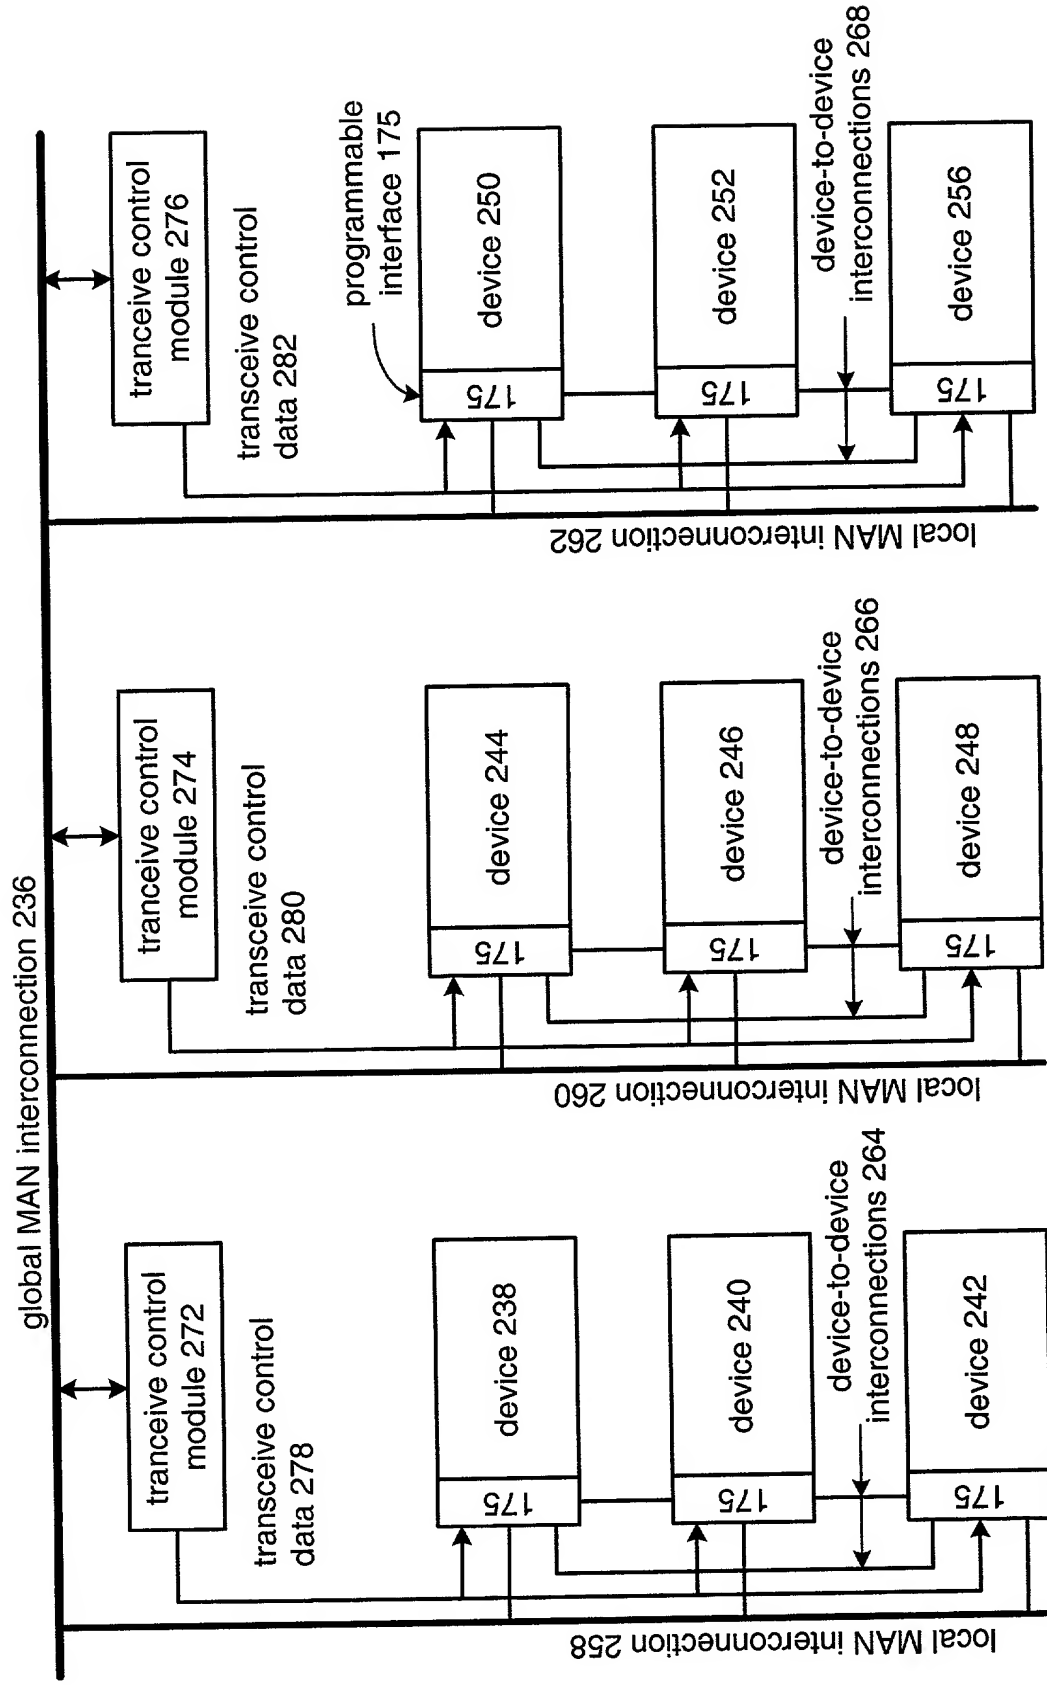 global MAN interconnection 236
tranceive control
module 272
transceive control
data 278
device 238
175
device 240
175
device-to-device
interconnections 264
device 242
175
local MAN interconnection 258
tranceive control
module 274
transceive control
data 280
device 244
175
device 246
175
device-to-device
interconnections 266
device 248
175
local MAN interconnection 260
tranceive control
module 276
transceive control
data 282
programmable
interface 175
device 250
175
device 252
175
device-to-device
interconnections 268
device 256
175
local MAN interconnection 262